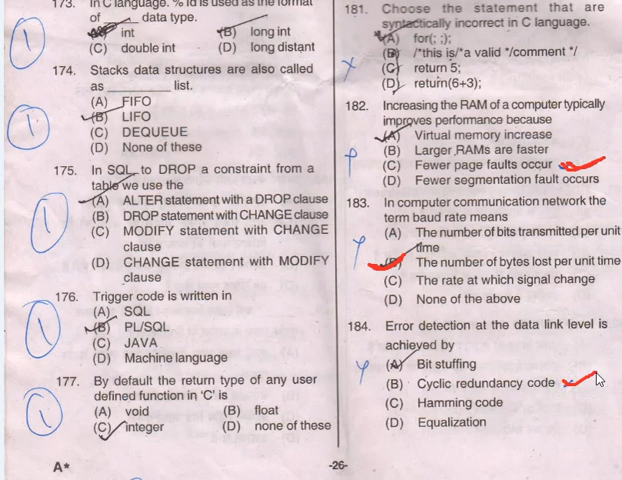 173. In C language. % ld is used as the format
of ______ data type.
(A) int (B) long int
(C) double int (D) long distant
174. Stacks data structures are also called
as ________ list.
(A) FIFO
(B) LIFO
(C) DEQUEUE
(D) None of these
175. In SQL to DROP a constraint from a
table we use the
(A) ALTER statement with a DROP clause
(B) DROP statement with CHANGE clause
(C) MODIFY statement with CHANGE
clause
(D) CHANGE statement with MODIFY
clause
176. Trigger code is written in
(A) SQL
(B) PL/SQL
(C) JAVA
(D) Machine language
177. By default the return type of any user
defined function in 'C' is
(A) void (B) float
(C) integer (D) none of these
A*
-26-
181. Choose the statement that are
syntactically incorrect in C language.
(A) for(; ;);
(B) /*this is/*a valid */comment */
(C) return 5;
(D) return(6+3);
182. Increasing the RAM of a computer typically
improves performance because
(A) Virtual memory increase
(B) Larger RAMs are faster
(C) Fewer page faults occur
(D) Fewer segmentation fault occurs
183. In computer communication network the
term baud rate means
(A) The number of bits transmitted per unit
time
(B) The number of bytes lost per unit time
(C) The rate at which signal change
(D) None of the above
184. Error detection at the data link level is
achieved by
(A) Bit stuffing
(B) Cyclic redundancy code
(C) Hamming code
(D) Equalization